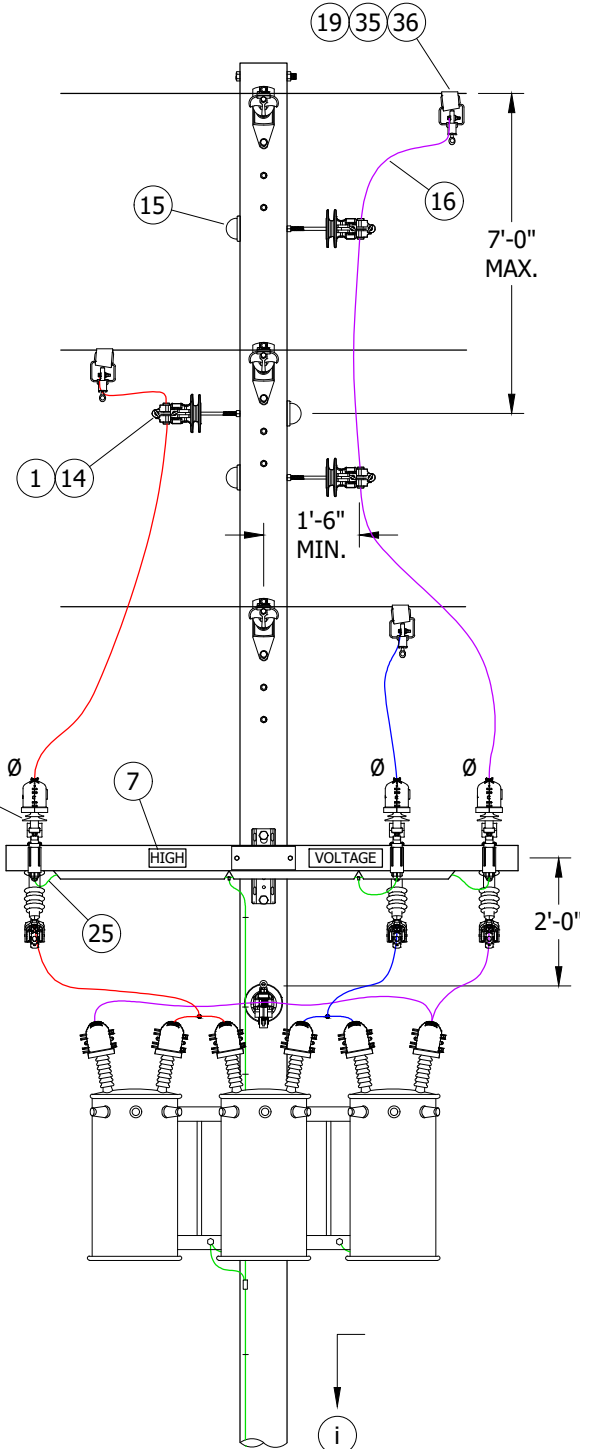 19 35 36
16
15
7'-0"
MAX.
1 14
1'-6"
MIN.
Ø Ø Ø
7
HIGH VOLTAGE
25
2'-0"
i